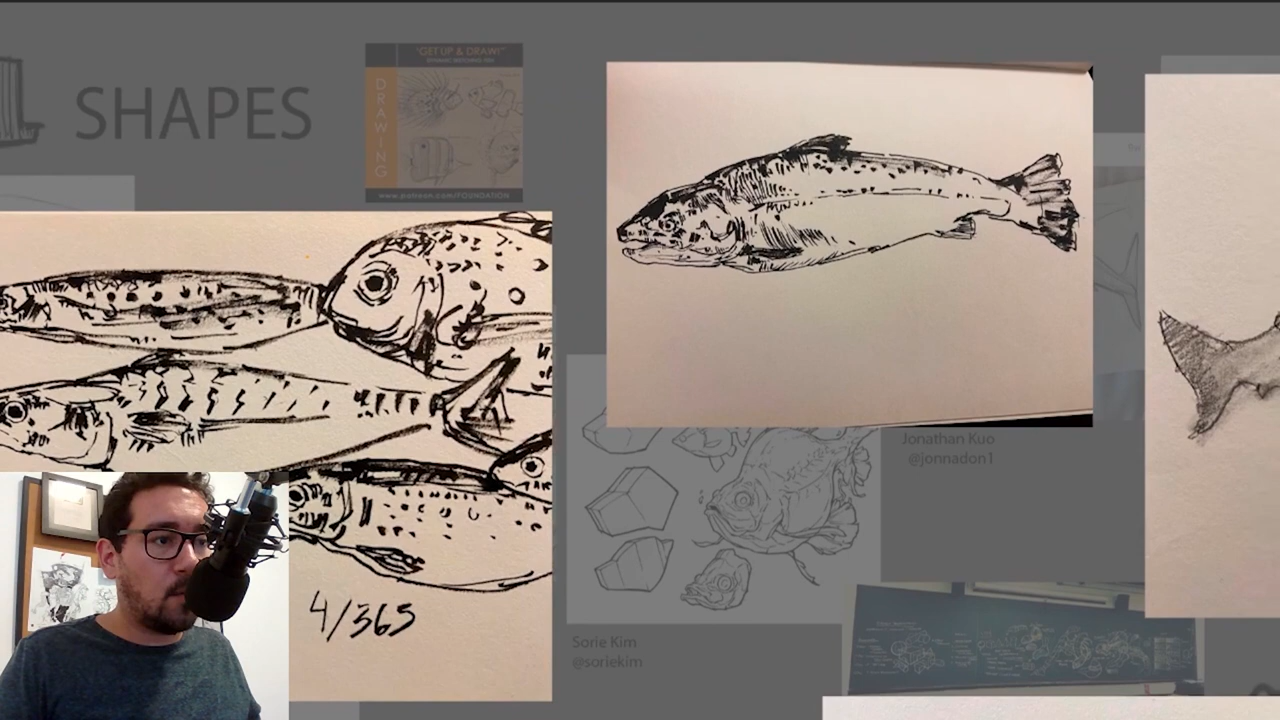 SHAPES
"GET UP & DRAW!"
DRAWING
www.patreon.com/FOUNDATION
4/365
Jonathan Kuo
@jonnadon1
Sorie Kim
@soriekim